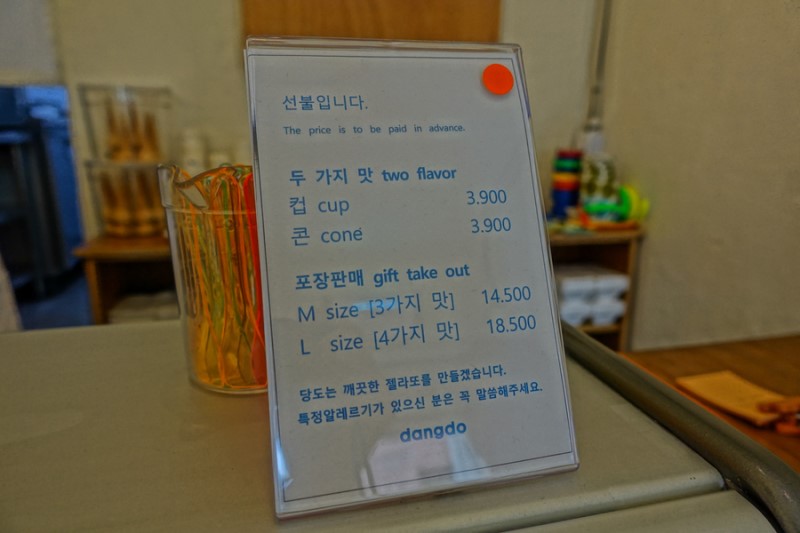 선불입니다.
The price is to be paid in advance.
두 가지 맛 two flavor
컵 cup 3.900
콘 cone 3.900
포장판매 gift take out
M size [3가지 맛] 14.500
L size [4가지 맛] 18.500
당도는 깨끗한 젤라또를 만들겠습니다.
특정알레르기가 있으신 분은 꼭 말씀해주세요.
dangdo